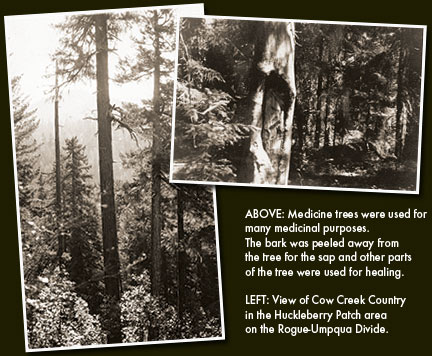 ABOVE: Medicine trees were used for
many medicinal purposes.
The bark was peeled away from
the tree for the sap and other parts
of the tree were used for healing.
LEFT: View of Cow Creek Country
in the Huckleberry Patch area
on the Rogue-Umpqua Divide.